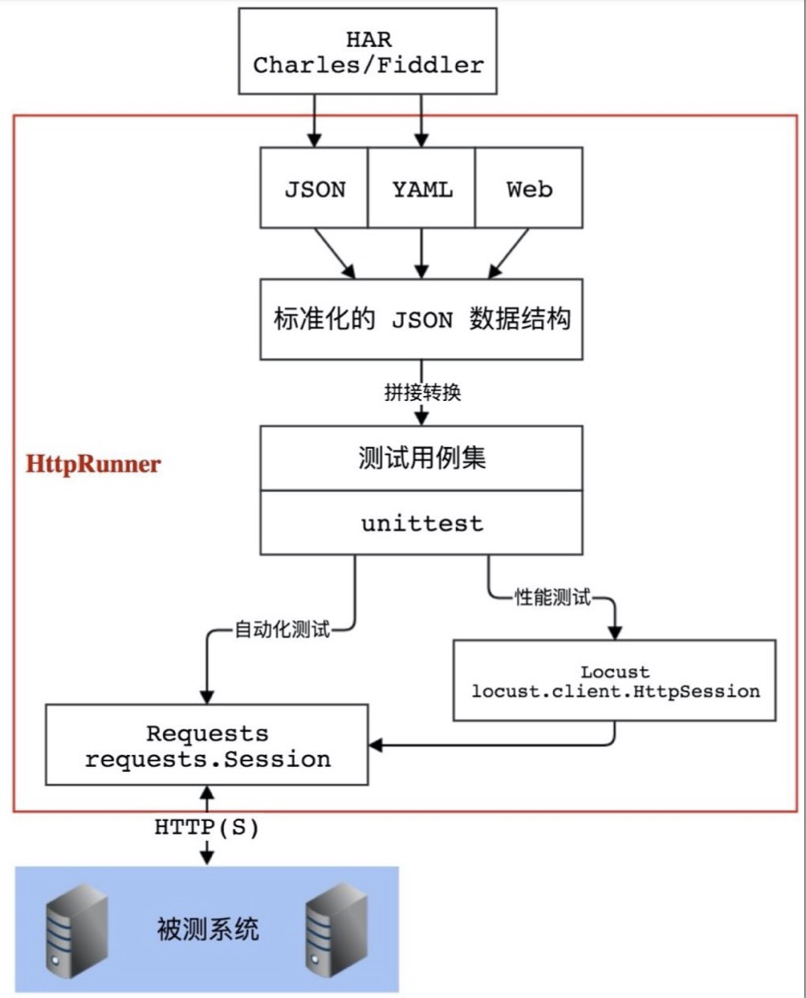 HAR
Charles/Fiddler
JSON
YAML
Web
标准化的 JSON 数据结构
拼接转换
HttpRunner
测试用例集
unittest
性能测试
自动化测试
Locust
locust.client.HttpSession
Requests
requests.Session
HTTP(S)
被测系统